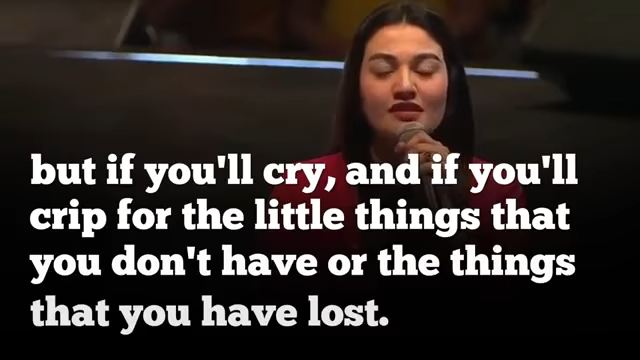 but if you'll cry, and if you'll
crip for the little things that
you don't have or the things
that you have lost.